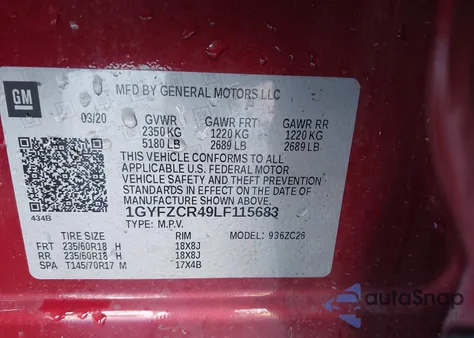 GM
MFD BY GENERAL MOTORS LLC
03/20 GVWR GAWR FRT GAWR RR
2350 KG 1220 KG 1220 KG
5180 LB 2689 LB 2689 LB
THIS VEHICLE CONFORMS TO ALL
APPLICABLE U.S. FEDERAL MOTOR
VEHICLE SAFETY, BUMPER, AND THEFT
PREVENTION STANDARDS IN
EFFECT ON THE DATE OF
MANUFACTURE SHOWN ABOVE.
1GYFZCR49LF115683
434B TYPE: M.P.V. MODEL: 936ZC26
TIRE SIZE RIM
FRT 235/60R18 H 18X8J
RR 235/60R18 H 18X8J
SPA T145/70R17 M 17X4B
autoSnap